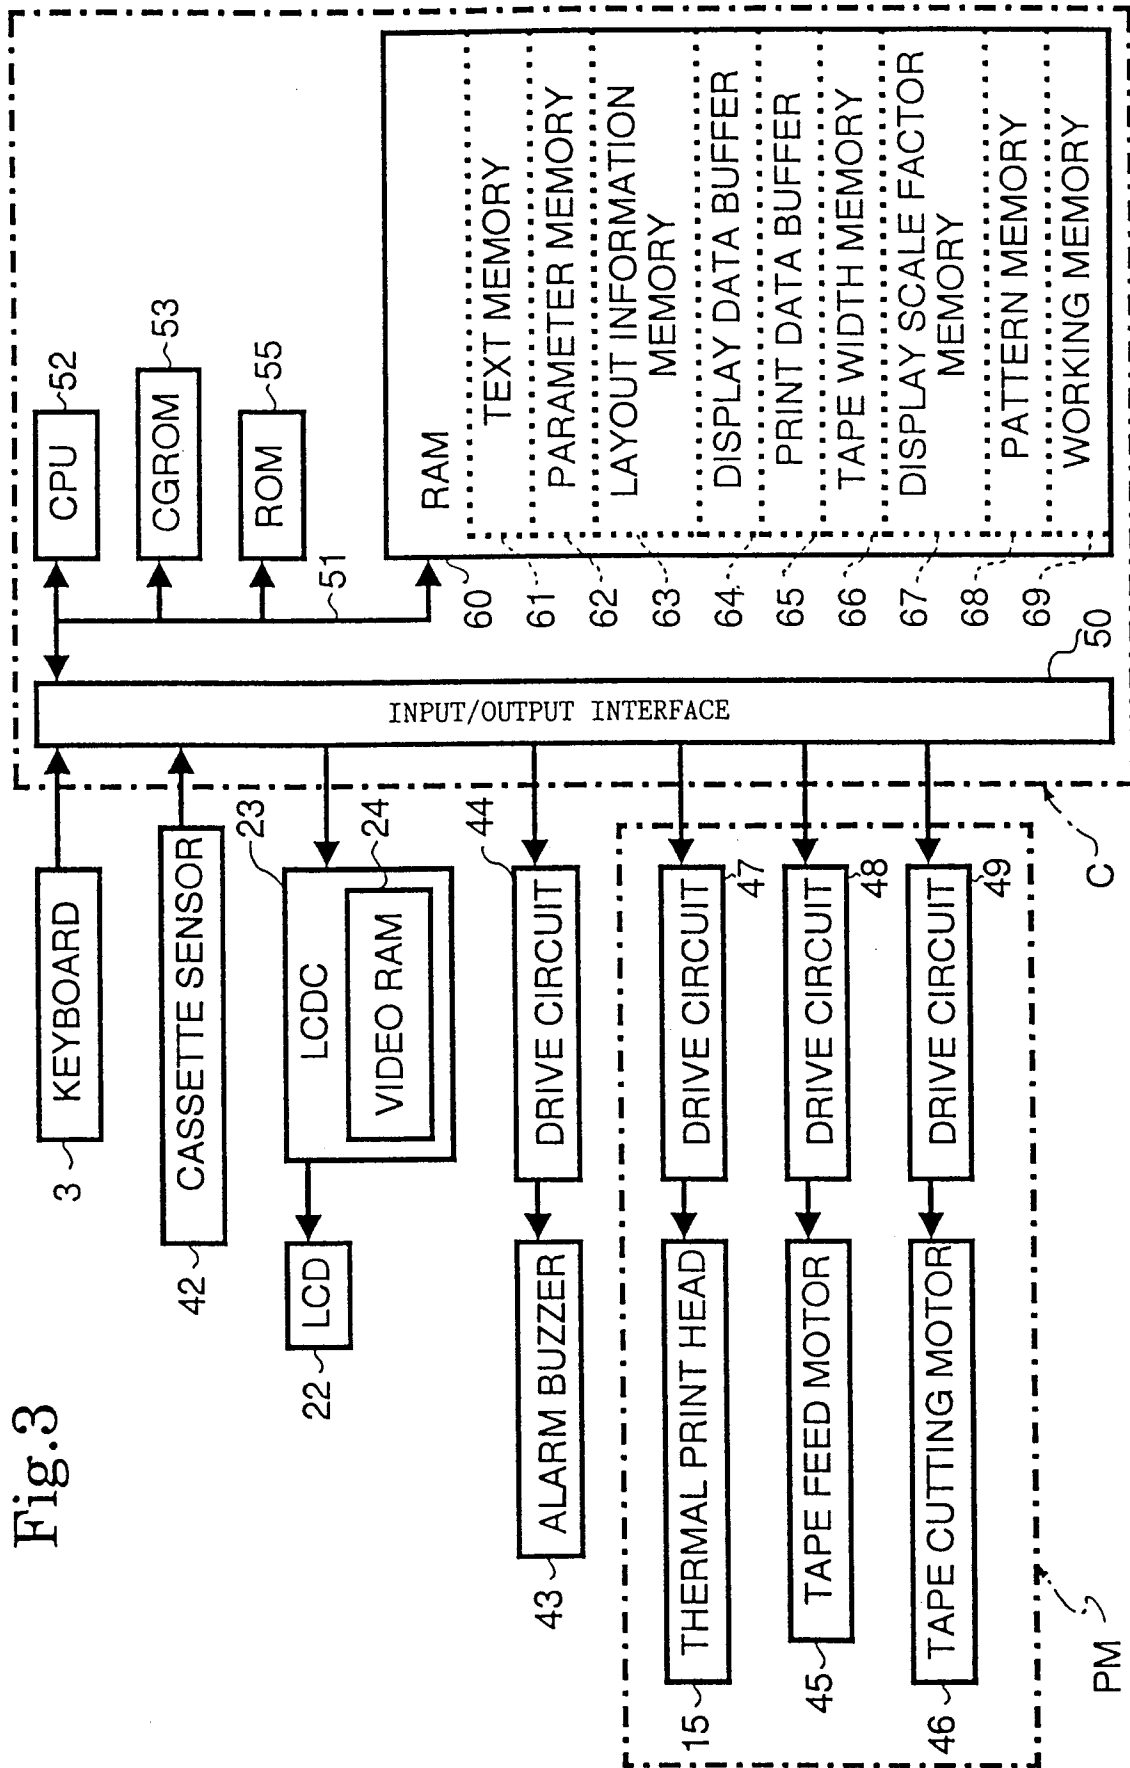 Fig.3
3
KEYBOARD
42
CASSETTE SENSOR
22
LCD
23
LCDC
24
VIDEO RAM
43
ALARM BUZZER
44
DRIVE CIRCUIT
15
THERMAL PRINT HEAD
DRIVE CIRCUIT
47
45
TAPE FEED MOTOR
DRIVE CIRCUIT
48
46
TAPE CUTTING MOTOR
DRIVE CIRCUIT
49
PM
C
INPUT/OUTPUT INTERFACE
50
51
CPU
52
CGROM
53
ROM
55
60
RAM
61
TEXT MEMORY
62
PARAMETER MEMORY
63
LAYOUT INFORMATION
MEMORY
64
DISPLAY DATA BUFFER
65
PRINT DATA BUFFER
66
TAPE WIDTH MEMORY
67
DISPLAY SCALE FACTOR
MEMORY
68
PATTERN MEMORY
69
WORKING MEMORY